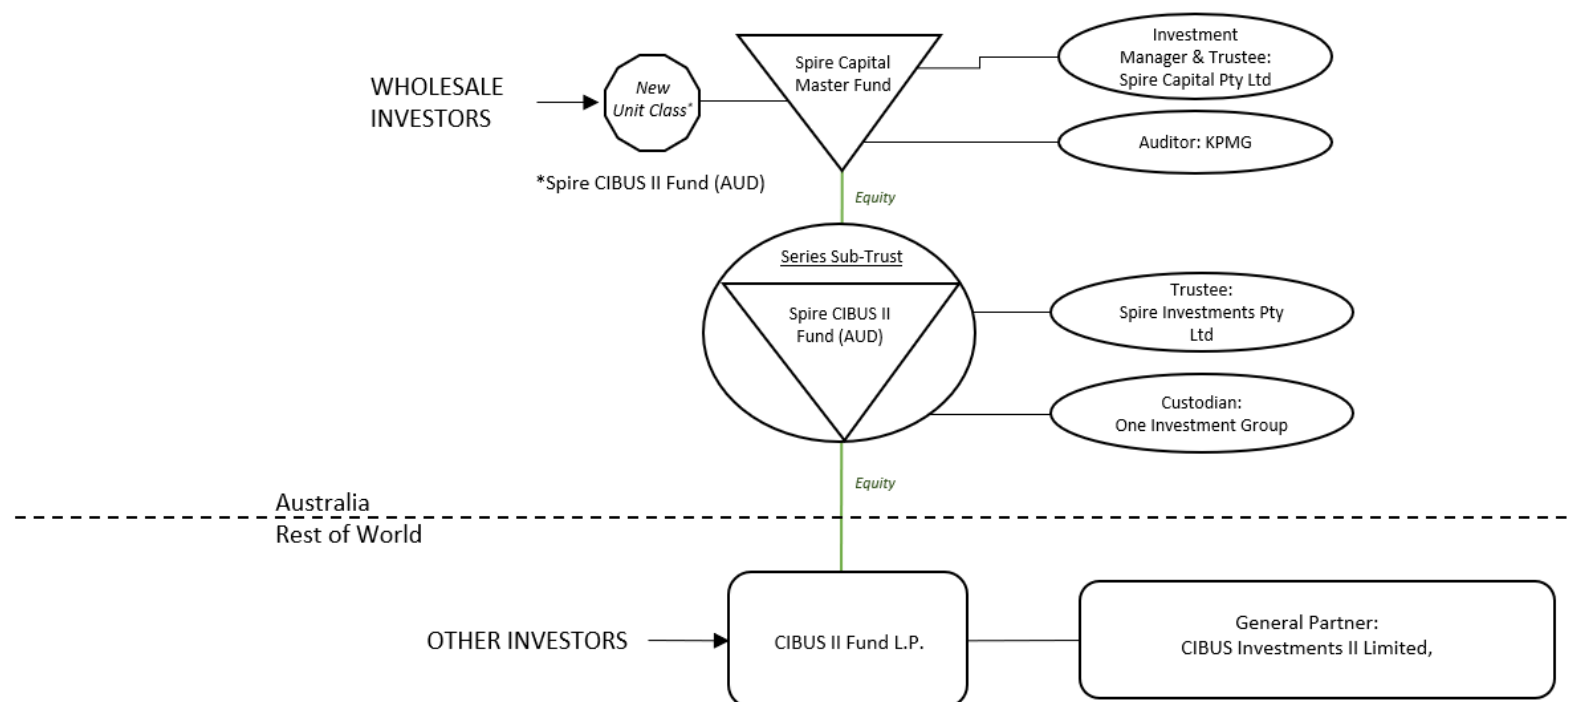 WHOLESALE
INVESTORS
New
Unit Class*
*Spire CIBUS II Fund (AUD)
Spire Capital
Master Fund
Investment
Manager & Trustee:
Spire Capital Pty Ltd
Auditor: KPMG
Equity
Series Sub-Trust
Spire CIBUS II
Fund (AUD)
Trustee:
Spire Investments Pty
Ltd
Custodian:
One Investment Group
Equity
Australia
Rest of World
OTHER INVESTORS
CIBUS II Fund L.P.
General Partner:
CIBUS Investments II Limited,